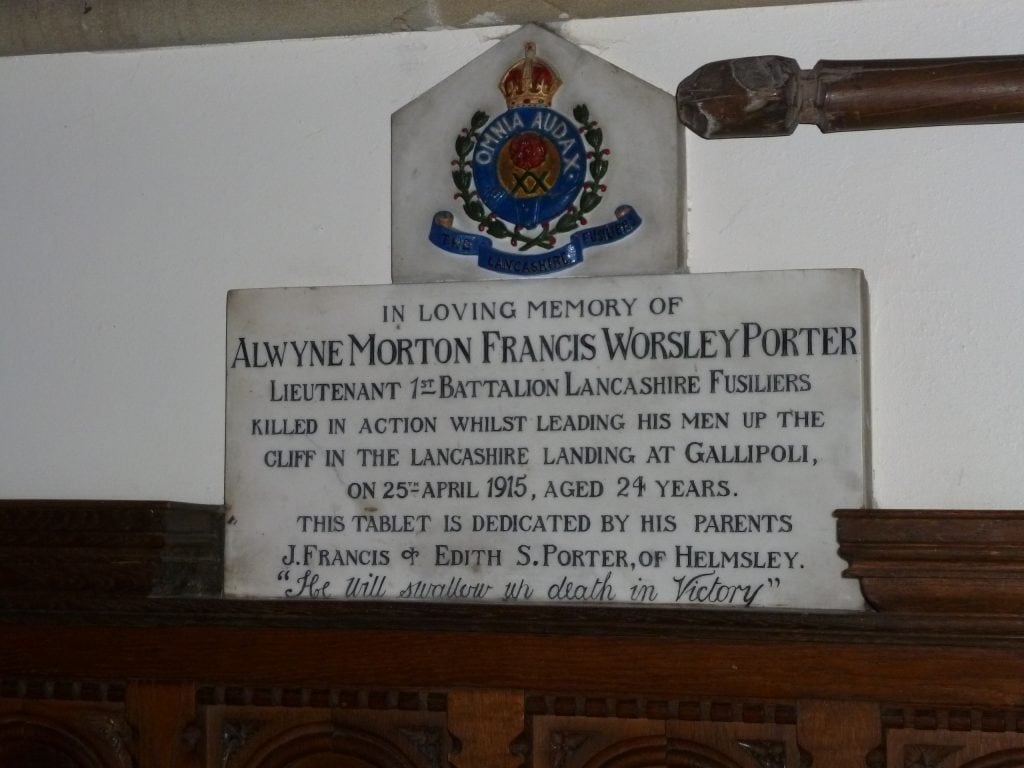 OMNIA AUDAX
XX
THE LANCASHIRE FUSILIERS
IN LOVING MEMORY OF
ALWYNE MORTON FRANCIS WORSLEY PORTER
LIEUTENANT 1ST BATTALION LANCASHIRE FUSILIERS
KILLED IN ACTION WHILST LEADING HIS MEN UP THE
CLIFF IN THE LANCASHIRE LANDING AT GALLIPOLI,
ON 25TH APRIL 1915, AGED 24 YEARS.
THIS TABLET IS DEDICATED BY HIS PARENTS
J. FRANCIS & EDITH S. PORTER, OF HELMSLEY.
"He will swallow up death in Victory"